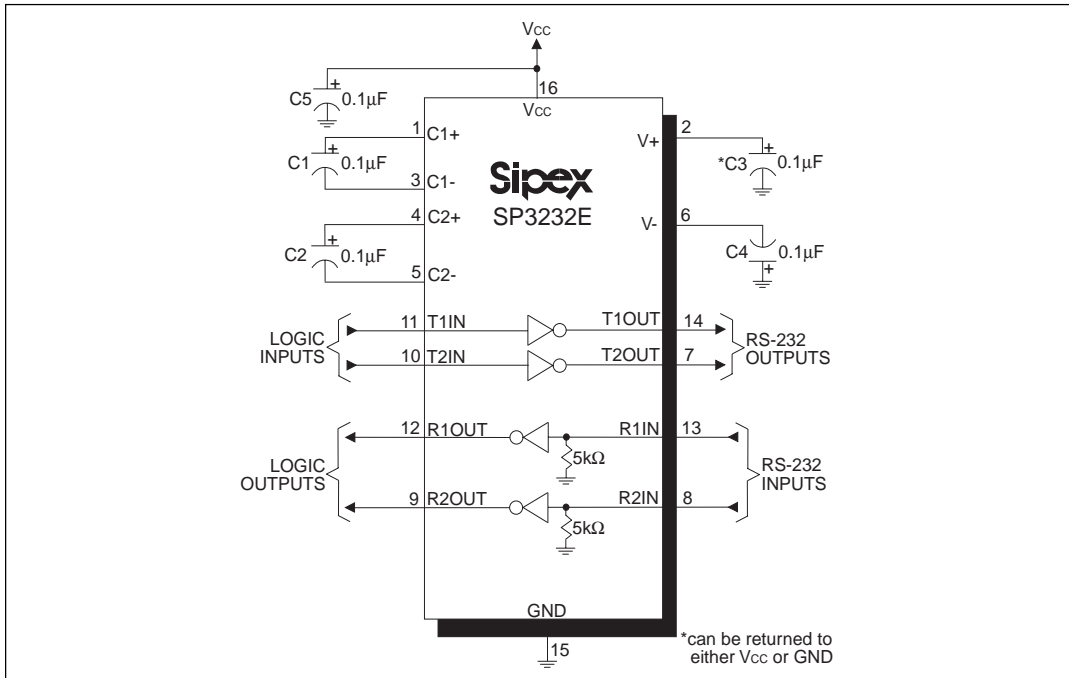 VCC
C5
+
0.1µF
16
VCC
1
C1+
C1
+
0.1µF
3
C1-
4
C2+
C2
+
0.1µF
5
C2-
Sipex
SP3232E
2
V+
*C3
+
0.1µF
6
V-
C4
0.1µF
+
LOGIC
INPUTS
11 T1IN T1OUT 14
10 T2IN T2OUT 7
RS-232
OUTPUTS
LOGIC
OUTPUTS
12 R1OUT R1IN 13
5kΩ
9 R2OUT R2IN 8
5kΩ
RS-232
INPUTS
GND
15
*can be returned to
either VCC or GND